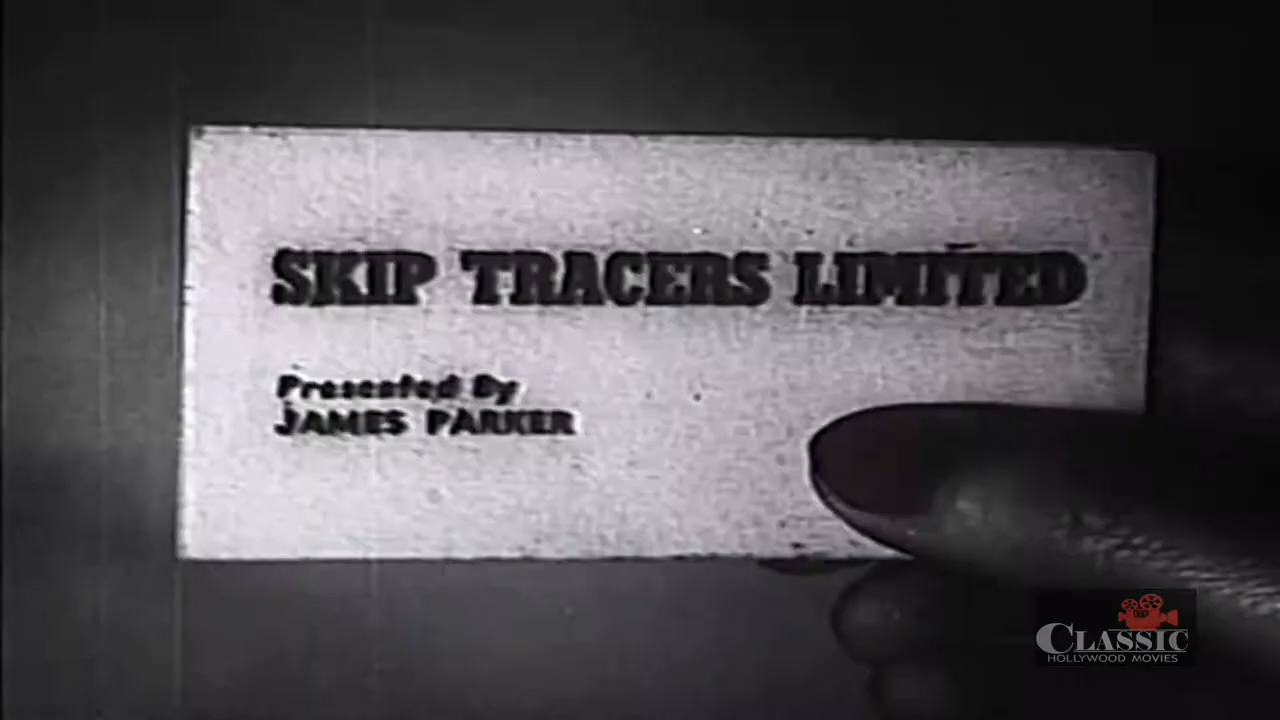 SKIP TRACERS LIMITED
Presented By
JAMES PARKER
CLASSIC
HOLLYWOOD MOVIES